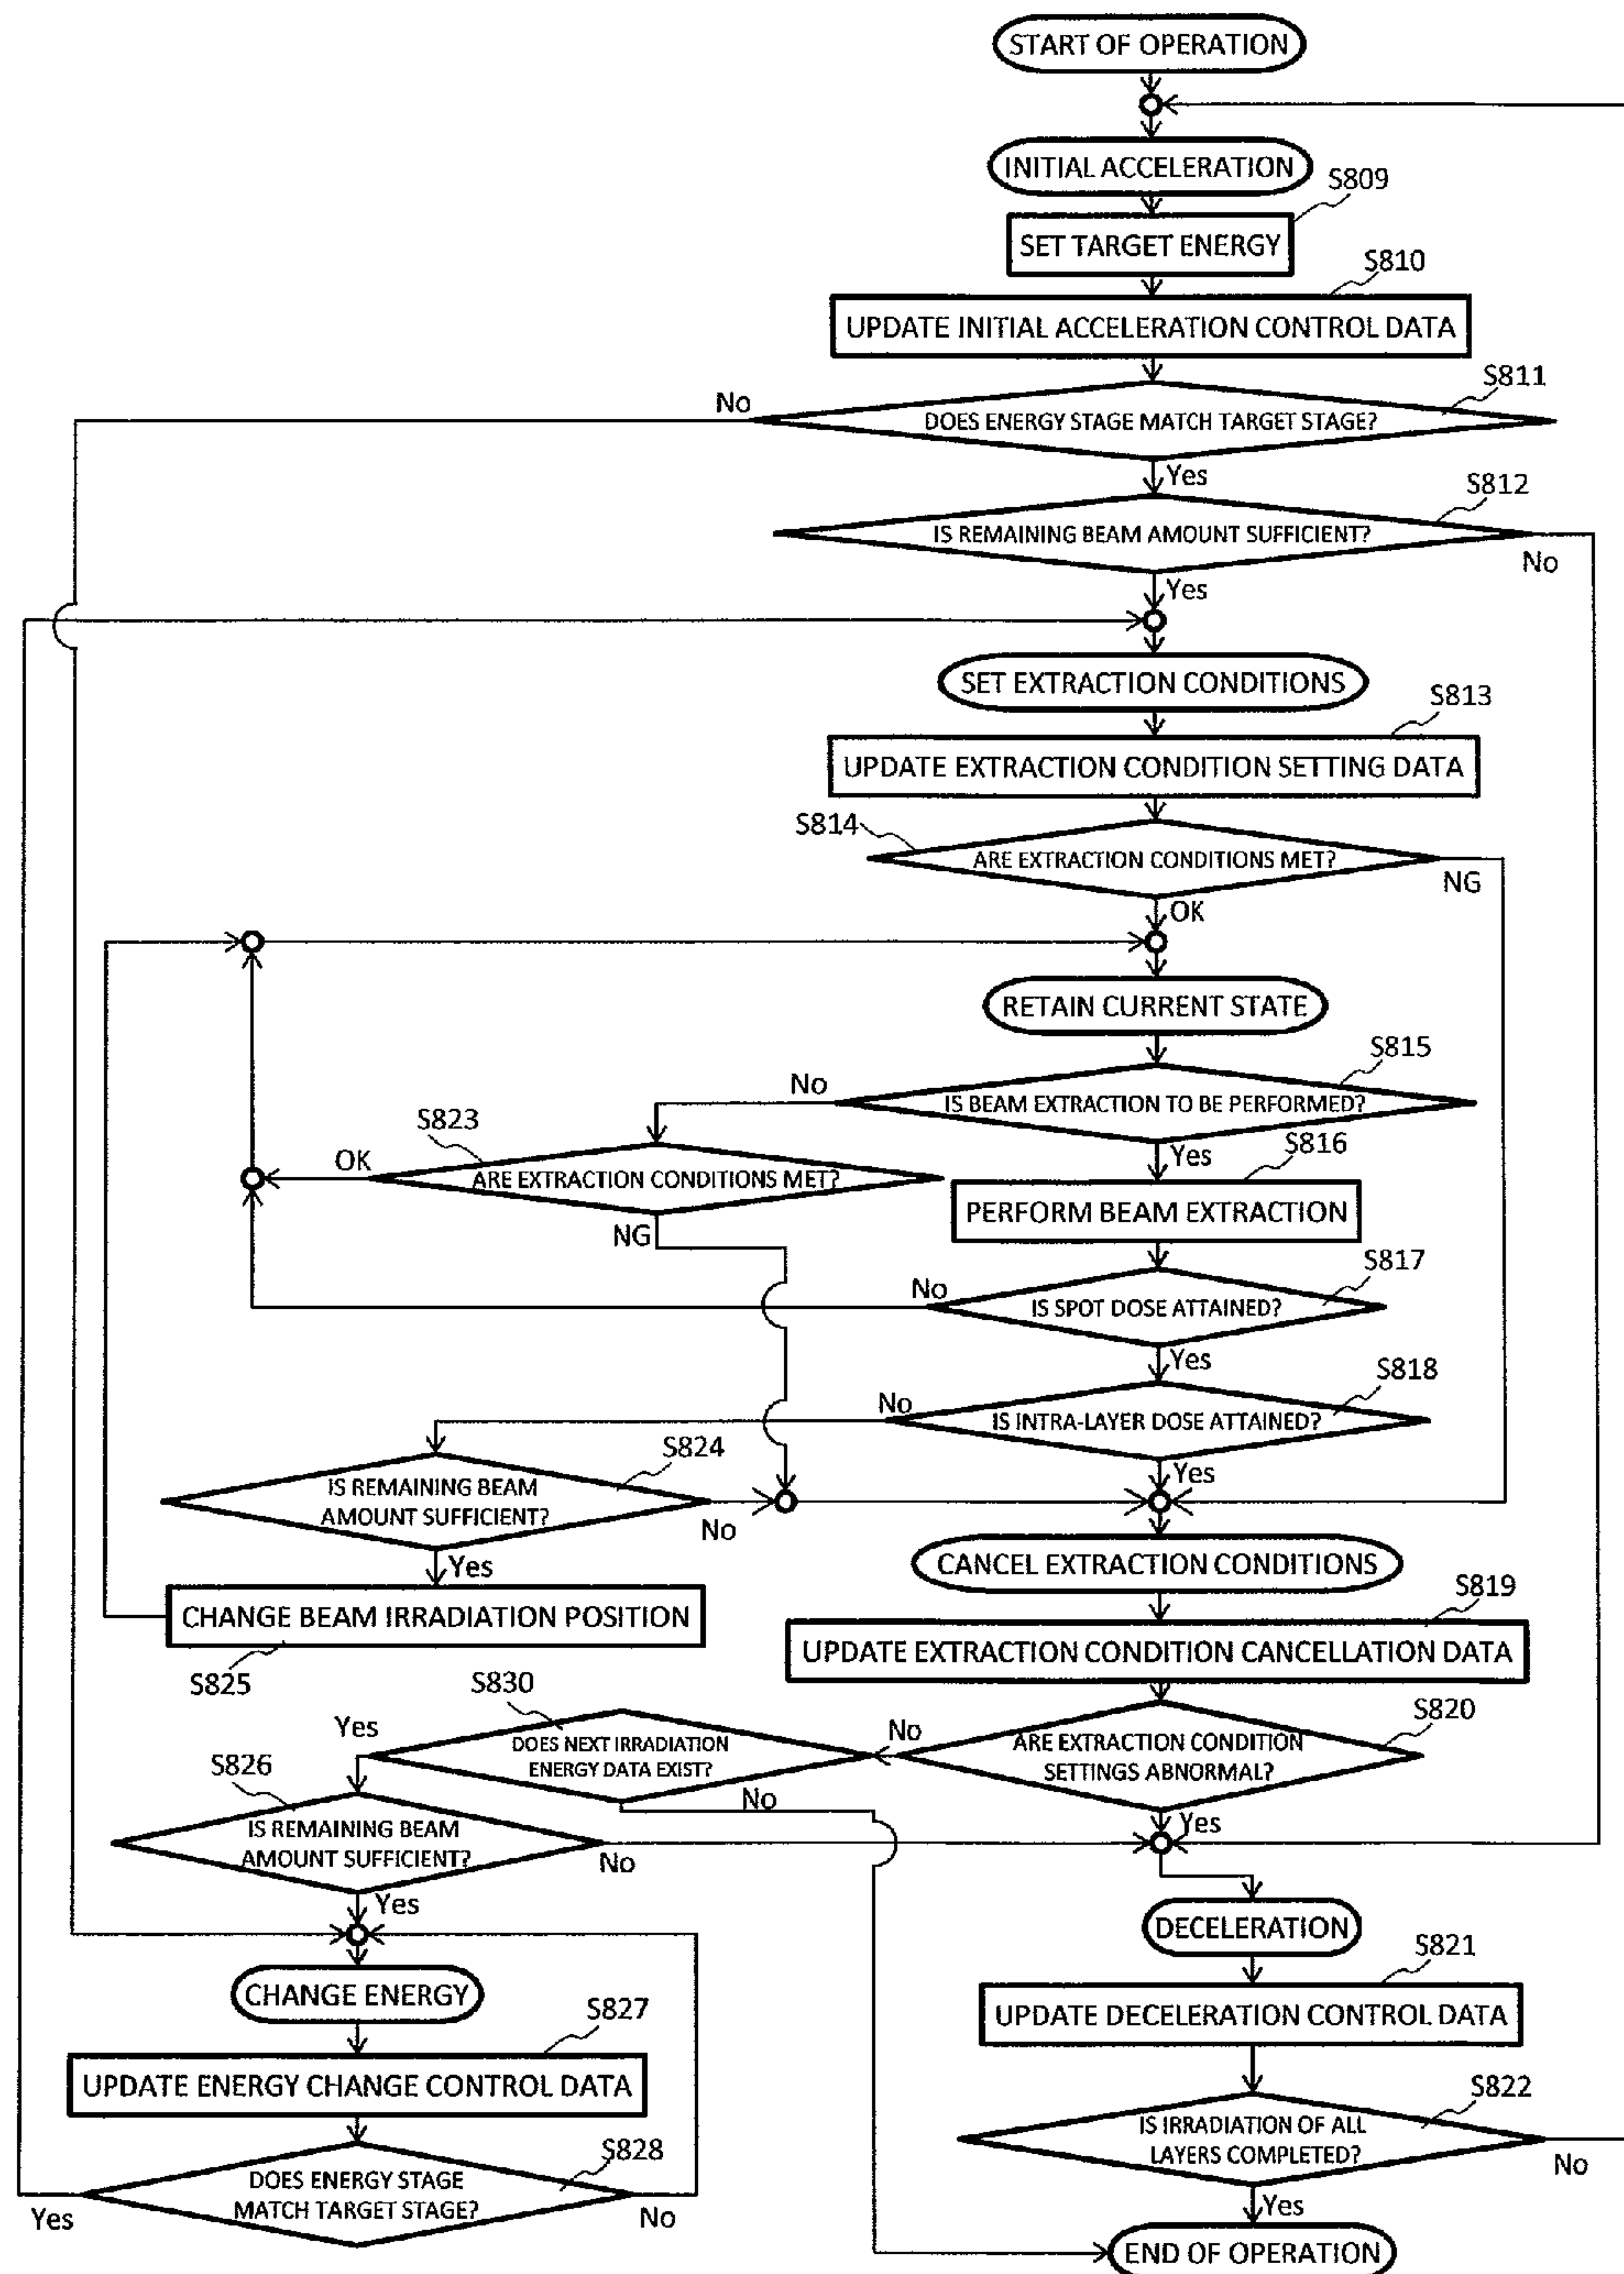 START OF OPERATION
INITIAL ACCELERATION
S809
SET TARGET ENERGY
S810
UPDATE INITIAL ACCELERATION CONTROL DATA
S811
No
DOES ENERGY STAGE MATCH TARGET STAGE?
Yes
S812
IS REMAINING BEAM AMOUNT SUFFICIENT?
No
Yes
SET EXTRACTION CONDITIONS
S813
UPDATE EXTRACTION CONDITION SETTING DATA
S814
ARE EXTRACTION CONDITIONS MET?
NG
OK
RETAIN CURRENT STATE
S815
No
IS BEAM EXTRACTION TO BE PERFORMED?
S823
Yes
S816
OK
ARE EXTRACTION CONDITIONS MET?
PERFORM BEAM EXTRACTION
NG
S817
No
IS SPOT DOSE ATTAINED?
Yes
S818
No
IS INTRA-LAYER DOSE ATTAINED?
S824
Yes
IS REMAINING BEAM
AMOUNT SUFFICIENT?
No
CANCEL EXTRACTION CONDITIONS
Yes
S819
CHANGE BEAM IRRADIATION POSITION
UPDATE EXTRACTION CONDITION CANCELLATION DATA
S825
S830
S820
Yes
No
DOES NEXT IRRADIATION
ENERGY DATA EXIST?
ARE EXTRACTION CONDITION
SETTINGS ABNORMAL?
S826
No
Yes
IS REMAINING BEAM
AMOUNT SUFFICIENT?
No
Yes
DECELERATION
S821
CHANGE ENERGY
UPDATE DECELERATION CONTROL DATA
S827
UPDATE ENERGY CHANGE CONTROL DATA
S822
IS IRRADIATION OF ALL
LAYERS COMPLETED?
No
S828
DOES ENERGY STAGE
MATCH TARGET STAGE?
Yes
No
Yes
END OF OPERATION